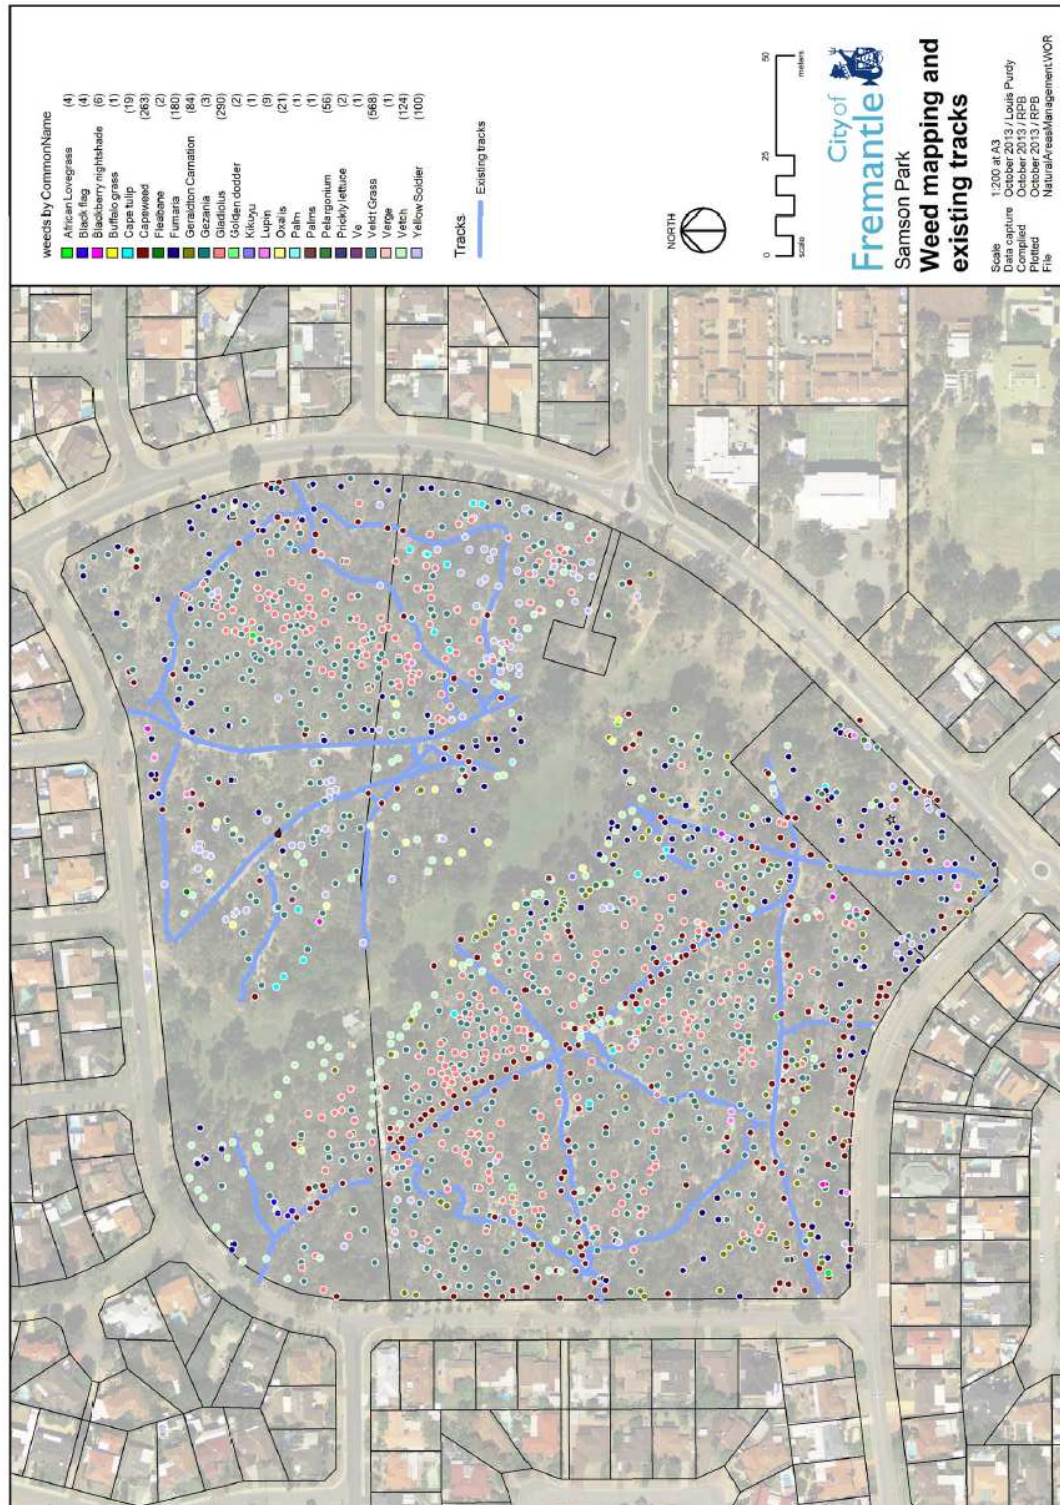 weeds by CommonName
African Lovegrass (4)
Black flag (4)
Blackberry nightshade (6)
Buffalo grass (1)
Cape tulip (19)
Capeweed (263)
Fleabane (2)
Fumaria (180)
Geraldton Carnation (84)
Gezania (3)
Gladiolus (290)
Golden dodder (2)
Kikuyu (1)
Lupin (9)
Oxalis (21)
Palm (1)
Palms (1)
Pelargonium (56)
Prickly lettuce (2)
Ve (1)
Veldt Grass (568)
Verge (1)
Vetch (124)
Yellow Soldier (100)
Tracks
Existing tracks
NORTH
0 25 50
scale meters
City of
Fremantle
Samson Park
Weed mapping and
existing tracks
Scale 1:200 at A3
Data capture October 2013 / Louis Purdy
Compiled October 2013 / RPB
Plotted October 2013 / RPB
File NaturalAreasManagement.WOR